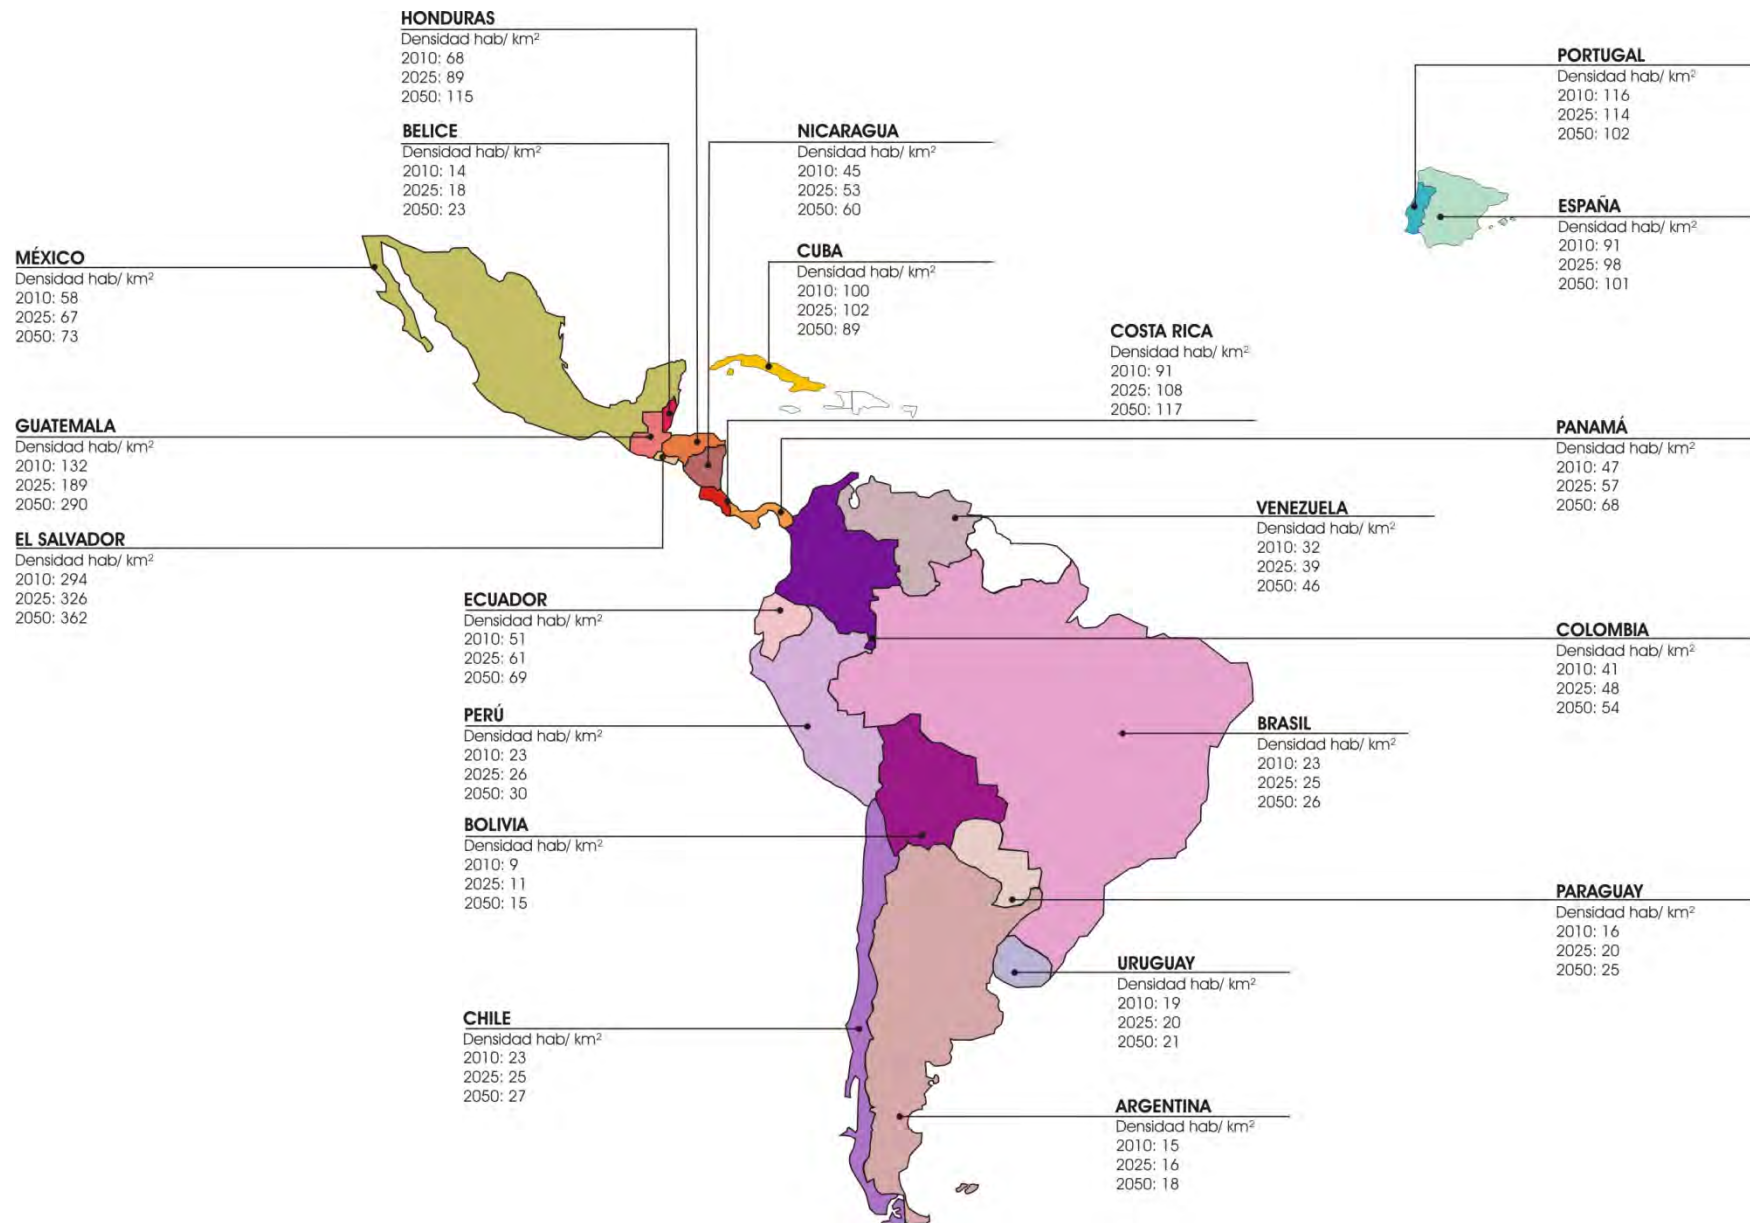 HONDURAS
Densidad hab/ km²
2010: 68
2025: 89
2050: 115
BELICE
Densidad hab/ km²
2010: 14
2025: 18
2050: 23
NICARAGUA
Densidad hab/ km²
2010: 45
2025: 53
2050: 60
CUBA
Densidad hab/ km²
2010: 100
2025: 102
2050: 89
PORTUGAL
Densidad hab/ km²
2010: 116
2025: 114
2050: 102
ESPAÑA
Densidad hab/ km²
2010: 91
2025: 98
2050: 101
MÉXICO
Densidad hab/ km²
2010: 58
2025: 67
2050: 73
COSTA RICA
Densidad hab/ km²
2010: 91
2025: 108
2050: 117
GUATEMALA
Densidad hab/ km²
2010: 132
2025: 189
2050: 290
PANAMÁ
Densidad hab/ km²
2010: 47
2025: 57
2050: 68
VENEZUELA
Densidad hab/ km²
2010: 32
2025: 39
2050: 46
EL SALVADOR
Densidad hab/ km²
2010: 294
2025: 326
2050: 362
ECUADOR
Densidad hab/ km²
2010: 51
2025: 61
2050: 69
COLOMBIA
Densidad hab/ km²
2010: 41
2025: 48
2050: 54
PERÚ
Densidad hab/ km²
2010: 23
2025: 26
2050: 30
BRASIL
Densidad hab/ km²
2010: 23
2025: 25
2050: 26
BOLIVIA
Densidad hab/ km²
2010: 9
2025: 11
2050: 15
PARAGUAY
Densidad hab/ km²
2010: 16
2025: 20
2050: 25
URUGUAY
Densidad hab/ km²
2010: 19
2025: 20
2050: 21
CHILE
Densidad hab/ km²
2010: 23
2025: 25
2050: 27
ARGENTINA
Densidad hab/ km²
2010: 15
2025: 16
2050: 18